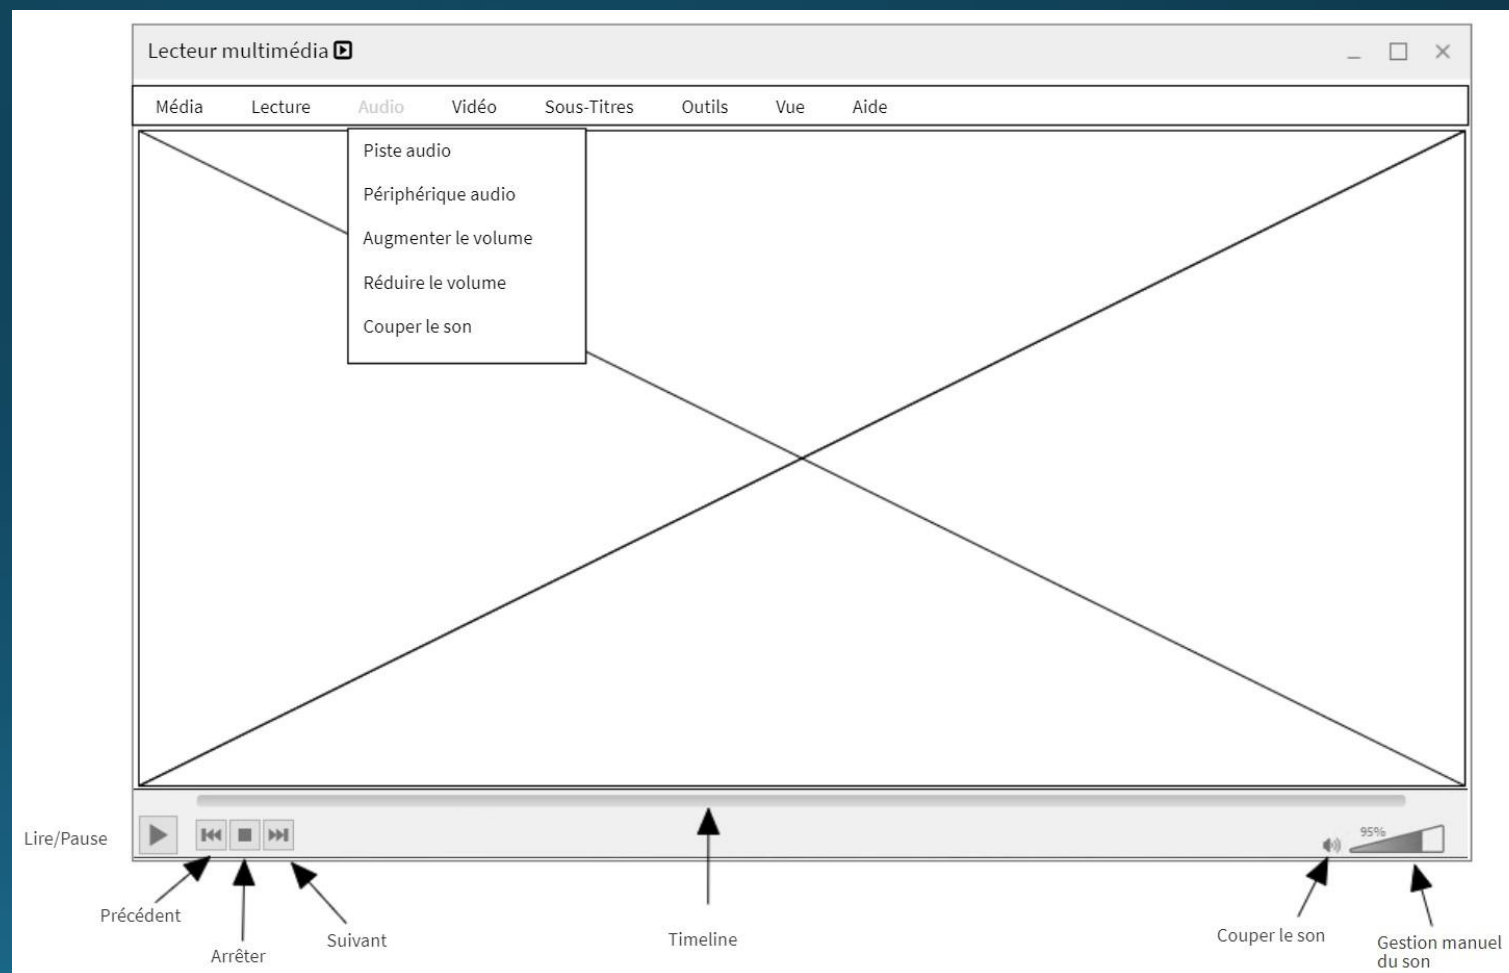 Lecteur multimédia
Média Lecture Audio Vidéo Sous-Titres Outils Vue Aide
Piste audio
Périphérique audio
Augmenter le volume
Réduire le volume
Couper le son
95%
Lire/Pause
Précédent
Arrêter
Suivant
Timeline
Couper le son
Gestion manuel
du son